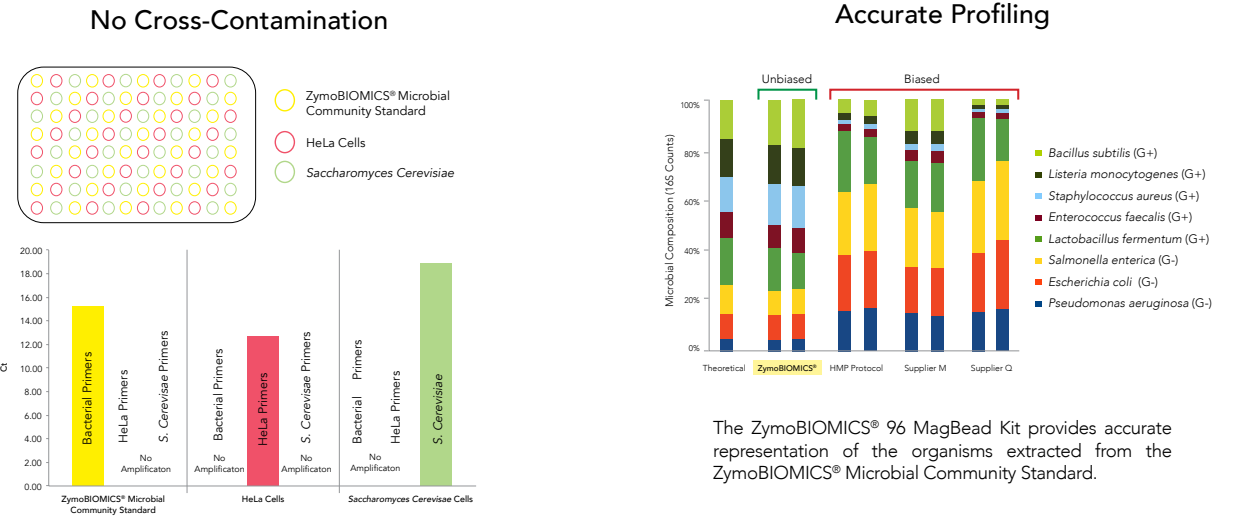 No Cross-Contamination
ZymoBIOMICS® Microbial
Community Standard
HeLa Cells
Saccharomyces Cerevisiae
20.00
18.00
16.00
14.00
12.00
10.00
8.00
6.00
4.00
2.00
0.00
Ct
Bacterial Primers
HeLa Primers
S. Cerevisae Primers
No
Amplificaton
Bacterial Primers
HeLa Primers
S. Cerevisae Primers
No
Amplificaton
No
Amplificaton
Bacterial Primers
HeLa Primers
S. Cerevisiae
No
Amplificaton
ZymoBIOMICS® Microbial
Community Standard
HeLa Cells
Saccharomyces Cerevisae Cells
Accurate Profiling
Unbiased
Biased
Microbial Composition (16S Counts)
100%
80%
60%
40%
20%
0%
Theoretical
ZymoBIOMICS®
HMP Protocol
Supplier M
Supplier Q
Bacillus subtilis (G+)
Listeria monocytogenes (G+)
Staphylococcus aureus (G+)
Enterococcus faecalis (G+)
Lactobacillus fermentum (G+)
Salmonella enterica (G-)
Escherichia coli (G-)
Pseudomonas aeruginosa (G-)
The ZymoBIOMICS® 96 MagBead Kit provides accurate
representation of the organisms extracted from the
ZymoBIOMICS® Microbial Community Standard.